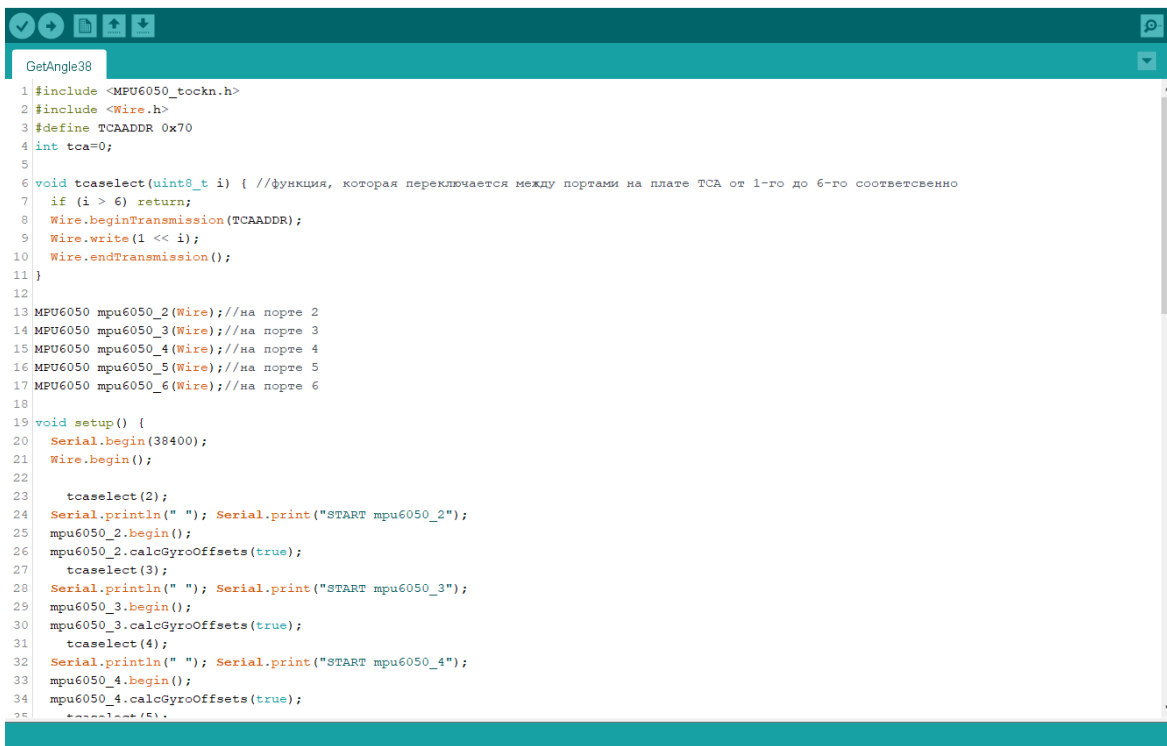 GetAngle38
1 #include <MPU6050_tockn.h>
2 #include <Wire.h>
3 #define TCAADDR 0x70
4 int tca=0;
5
6 void tcaselect(uint8_t i) { //функция, которая переключается между портами на плате TCA от 1-го до 6-го соответсвенно
7   if (i > 6) return;
8   Wire.beginTransmission(TCAADDR);
9   Wire.write(1 << i);
10   Wire.endTransmission();
11 }
12
13 MPU6050 mpu6050_2(Wire);//на порте 2
14 MPU6050 mpu6050_3(Wire);//на порте 3
15 MPU6050 mpu6050_4(Wire);//на порте 4
16 MPU6050 mpu6050_5(Wire);//на порте 5
17 MPU6050 mpu6050_6(Wire);//на порте 6
18
19 void setup() {
20   Serial.begin(38400);
21   Wire.begin();
22
23     tcaselect(2);
24   Serial.println(" "); Serial.print("START mpu6050_2");
25   mpu6050_2.begin();
26   mpu6050_2.calcGyroOffsets(true);
27     tcaselect(3);
28   Serial.println(" "); Serial.print("START mpu6050_3");
29   mpu6050_3.begin();
30   mpu6050_3.calcGyroOffsets(true);
31     tcaselect(4);
32   Serial.println(" "); Serial.print("START mpu6050_4");
33   mpu6050_4.begin();
34   mpu6050_4.calcGyroOffsets(true);
35     tcaselect(5);